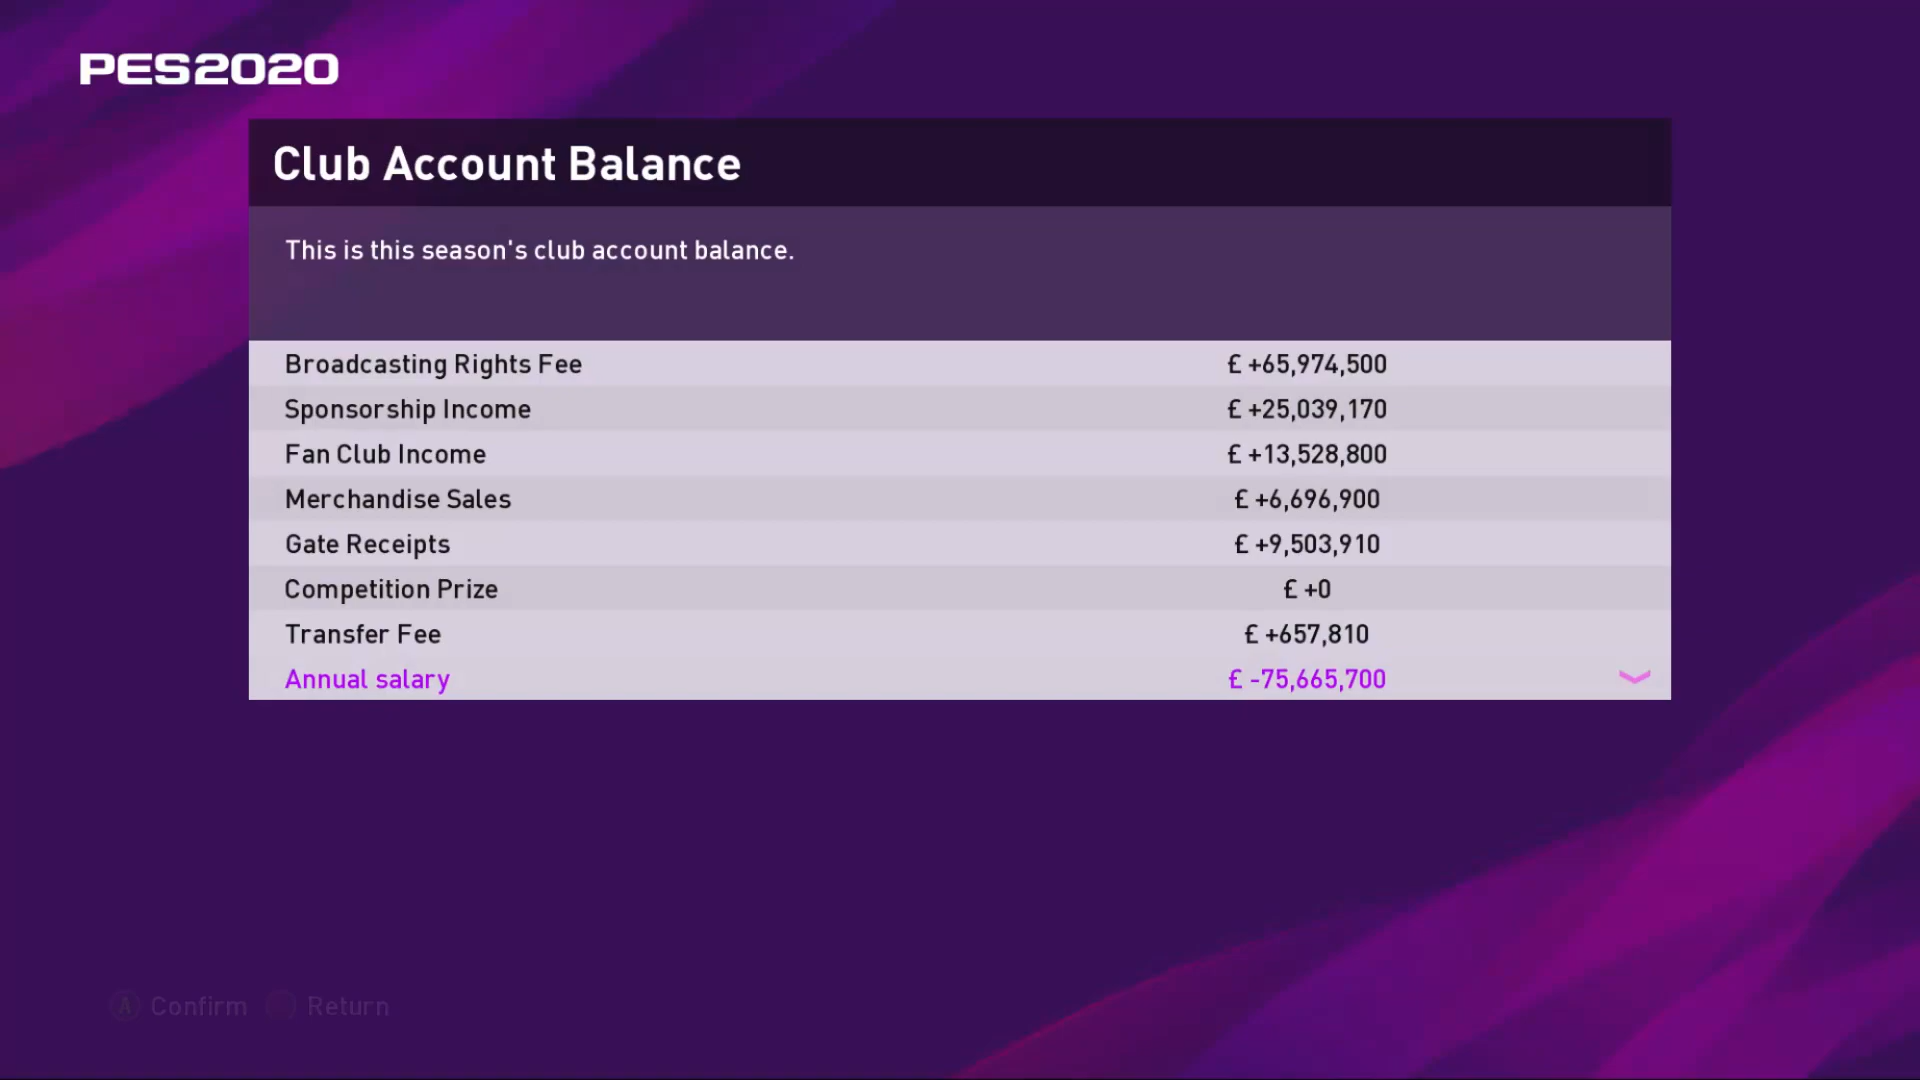 PES2020
Club Account Balance
This is this season's club account balance.
Broadcasting Rights Fee £ +65,974,500
Sponsorship Income £ +25,039,170
Fan Club Income £ +13,528,800
Merchandise Sales £ +6,696,900
Gate Receipts £ +9,503,910
Competition Prize £ +0
Transfer Fee £ +657,810
Annual salary £ -75,665,700
A Confirm Return